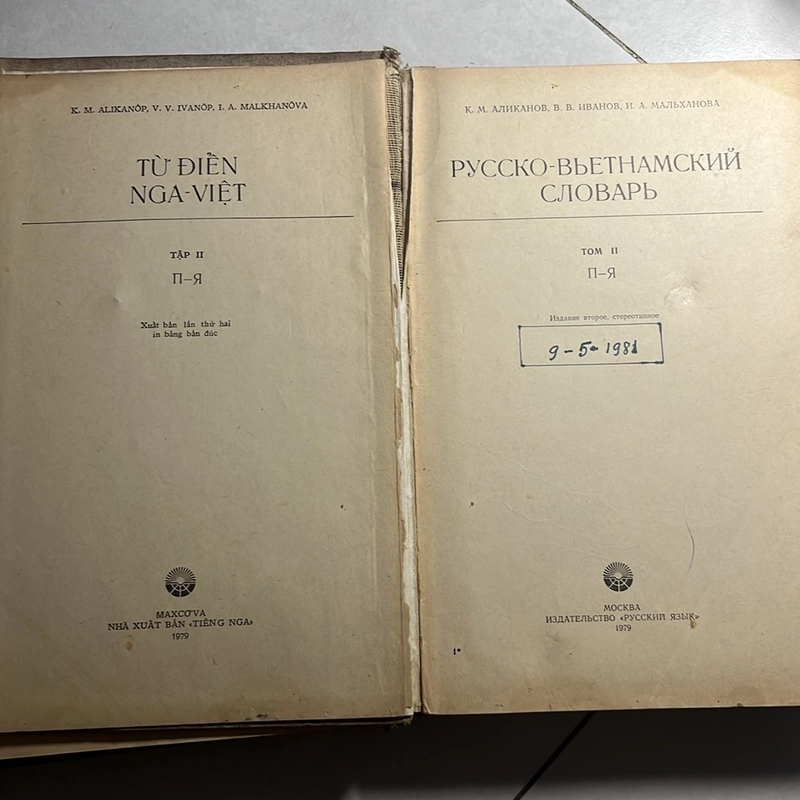 K. M. ALIKANÔP, V. V. IVANÔP, I. A. MALKHANÔVA
TỪ ĐIỂN
NGA-VIỆT
TẬP II
П—Я
Xuất bản lần thứ hai
in bằng bản đúc
MAXCƠVA
NHÀ XUẤT BẢN «TIẾNG NGA»
1979
К. М. АЛИКАНОВ, В. В. ИВАНОВ, И. А. МАЛЬХАНОВА
РУССКО-ВЬЕТНАМСКИЙ
СЛОВАРЬ
ТОМ II
П—Я
Издание второе, стереотипное
9-5-1981
МОСКВА
ИЗДАТЕЛЬСТВО «РУССКИЙ ЯЗЫК»
1979
1*